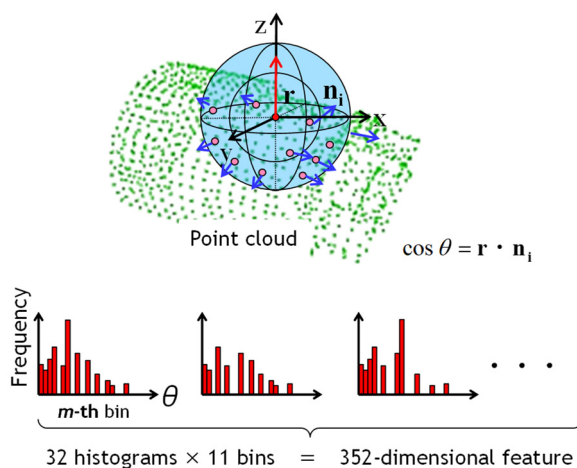 z
r
n_i
x
y
Point cloud
cos θ = r · n_i
Frequency
θ
m-th bin
. . .
32 histograms × 11 bins = 352-dimensional feature